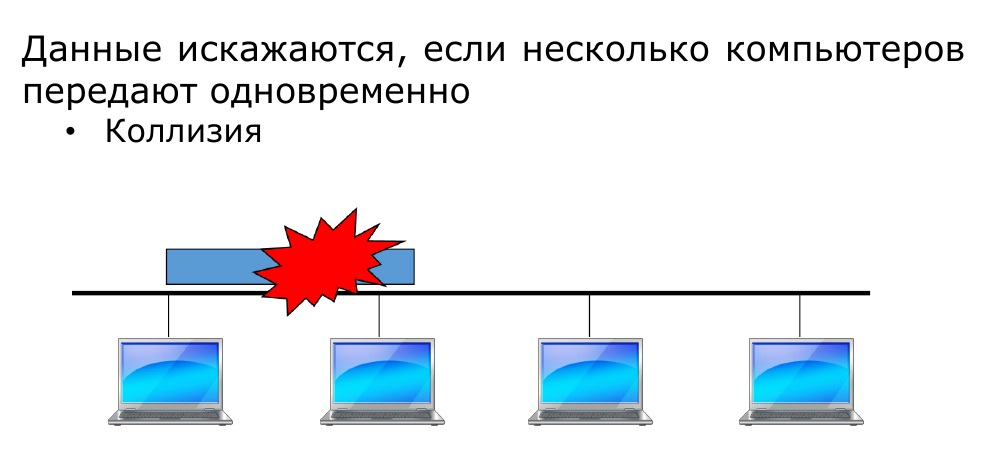 Данные искажаются, если несколько компьютеров
передают одновременно
• Коллизия